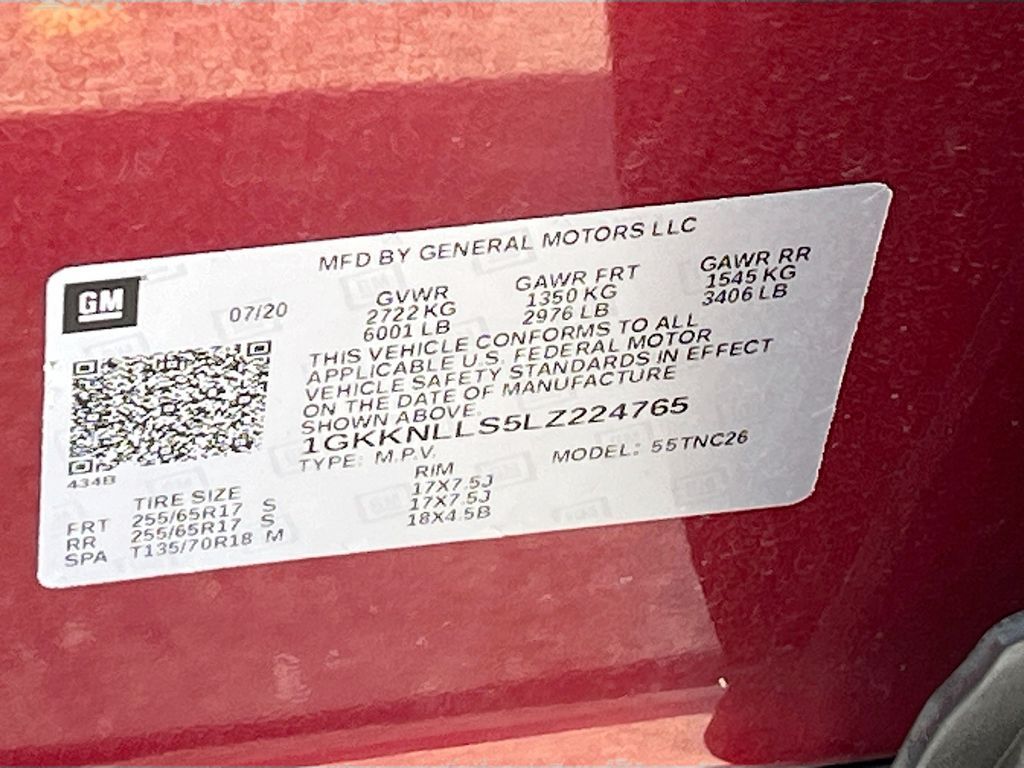 MFD BY GENERAL MOTORS LLC
GM
07/20
GVWR
2722 KG
6001 LB
GAWR FRT
1350 KG
2976 LB
GAWR RR
1545 KG
3406 LB
THIS VEHICLE CONFORMS TO ALL
APPLICABLE U.S. FEDERAL MOTOR
VEHICLE SAFETY STANDARDS IN EFFECT
ON THE DATE OF MANUFACTURE
SHOWN ABOVE.
1GKKNLLS5LZ224765
TYPE: M.P.V. MODEL: 55TNC26
434B
TIRE SIZE RIM
FRT 255/65R17 S 17X7.5J
RR 255/65R17 S 17X7.5J
SPA T135/70R18 M 18X4.5B